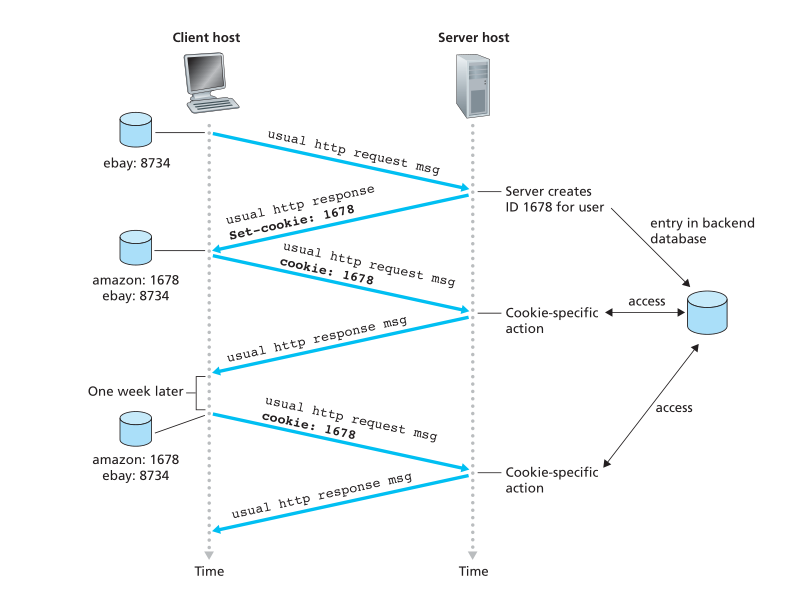 Client host
Server host
usual http request msg
ebay: 8734
Server creates
ID 1678 for user
usual http response
Set-cookie: 1678
entry in backend
database
usual http request msg
cookie: 1678
amazon: 1678
ebay: 8734
access
Cookie-specific
action
usual http response msg
One week later
usual http request msg
cookie: 1678
access
amazon: 1678
ebay: 8734
Cookie-specific
action
usual http response msg
Time
Time